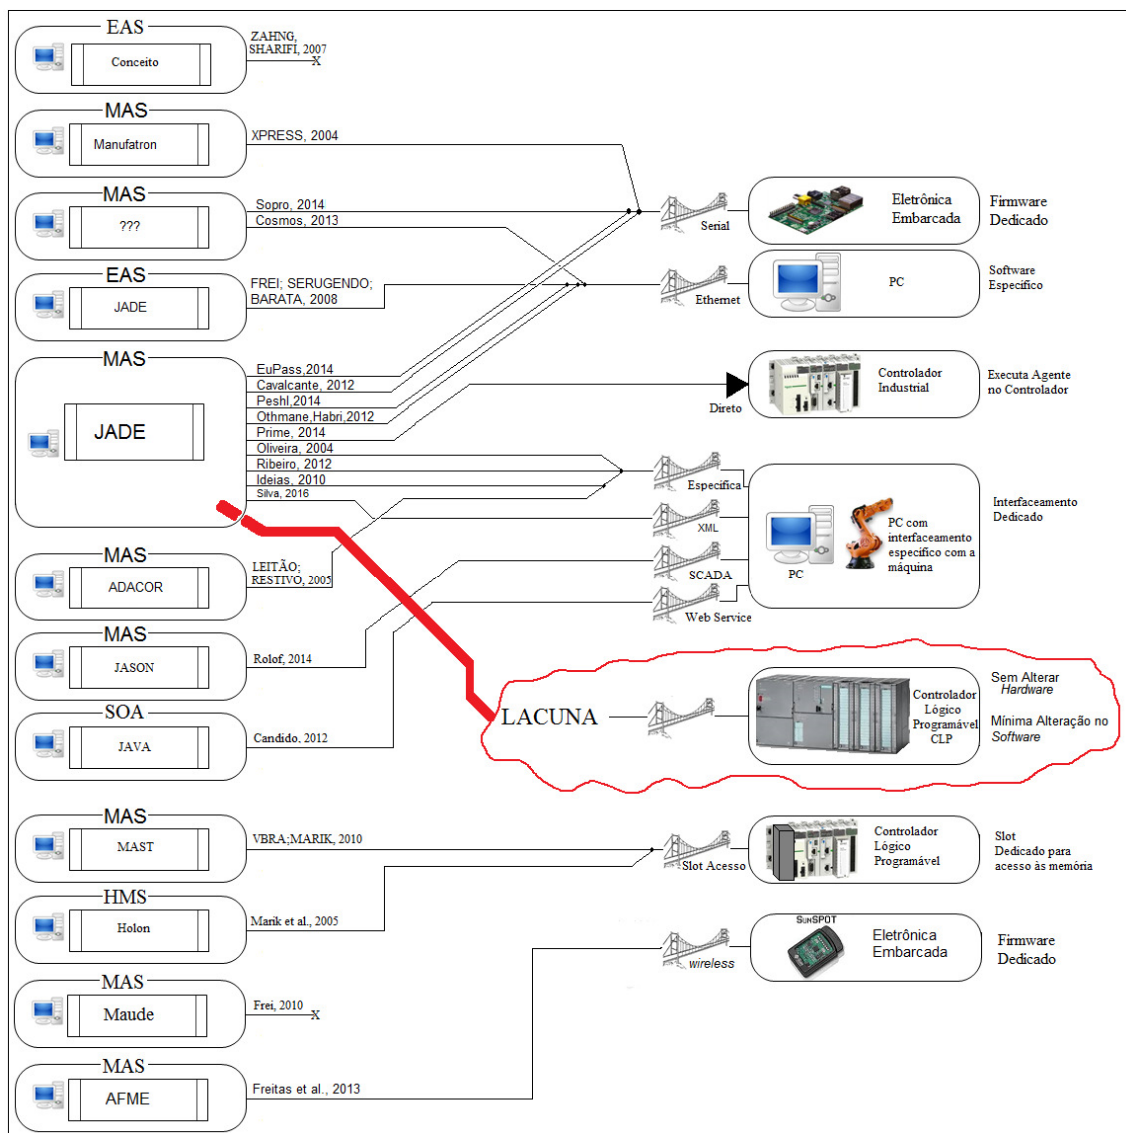 EAS
Conceito
ZAHNG,
SHARIFI, 2007
X
MAS
Manufatron
XPRESS, 2004
MAS
???
Sopro, 2014
Cosmos, 2013
Serial
Eletrônica
Embarcada
Firmware
Dedicado
EAS
JADE
FREI; SERUGENDO;
BARATA, 2008
Ethernet
PC
Software
Especifico
MAS
JADE
EuPass,2014
Cavalcante, 2012
Peshl,2014
Othmane,Habri,2012
Prime, 2014
Oliveira, 2004
Ribeiro, 2012
Ideias, 2010
Silva, 2016
Direto
Controlador
Industrial
Executa Agente
no Controlador
Especifica
XML
SCADA
Web Service
PC
PC com
interfaceamento
especifico com a
máquina
Interfaceamento
Dedicado
MAS
ADACOR
LEITÃO;
RESTIVO, 2005
MAS
JASON
Rolof, 2014
SOA
JAVA
Candido, 2012
LACUNA
Controlador
Lógico
Programável
CLP
Sem Alterar
Hardware
Mínima Alteração no
Software
MAS
MAST
VBRA;MARIK, 2010
Slot Acesso
Controlador
Lógico
Programável
Slot
Dedicado para
acesso às memória
HMS
Holon
Marik et al., 2005
wireless
SunSPOT
Eletrônica
Embarcada
Firmware
Dedicado
MAS
Maude
Frei, 2010
X
MAS
AFME
Freitas et al., 2013